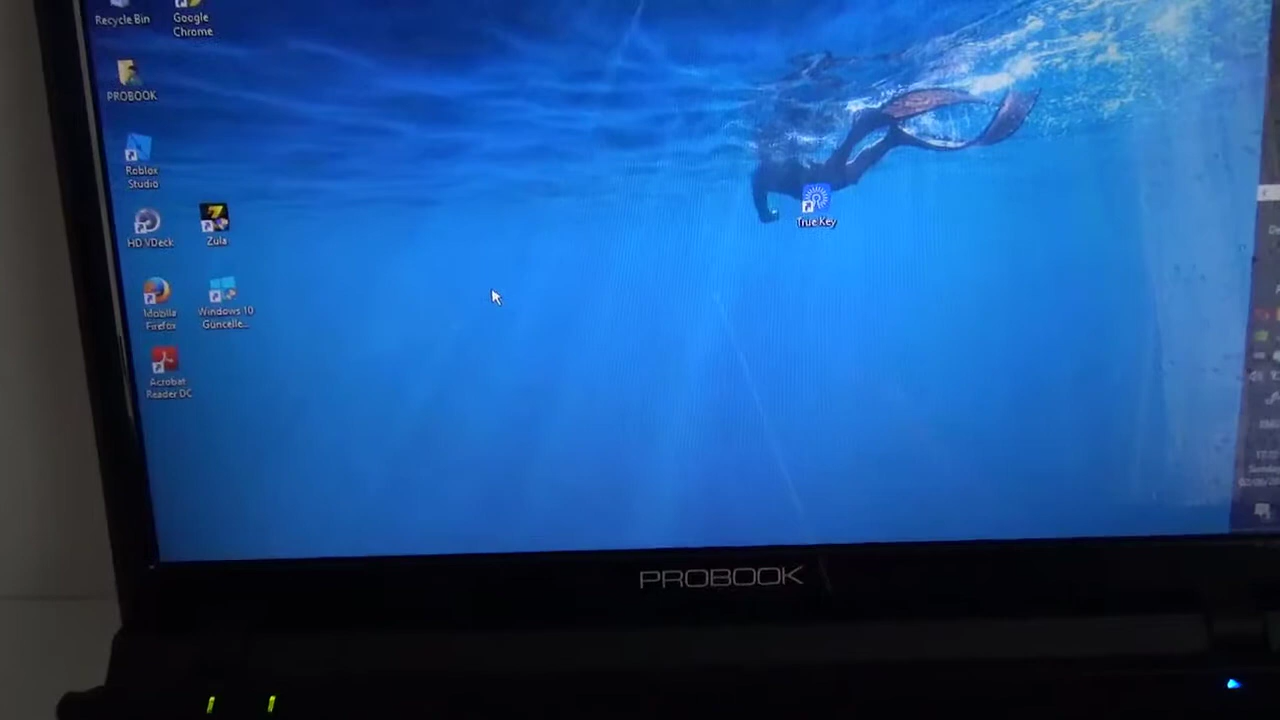 Recycle Bin
Google
Chrome
PROBOOK
Roblox
Studio
HD VDeck
Zula
Mozilla
Firefox
Windows 10
Güncelle...
Acrobat
Reader DC
True Key
PROBOOK